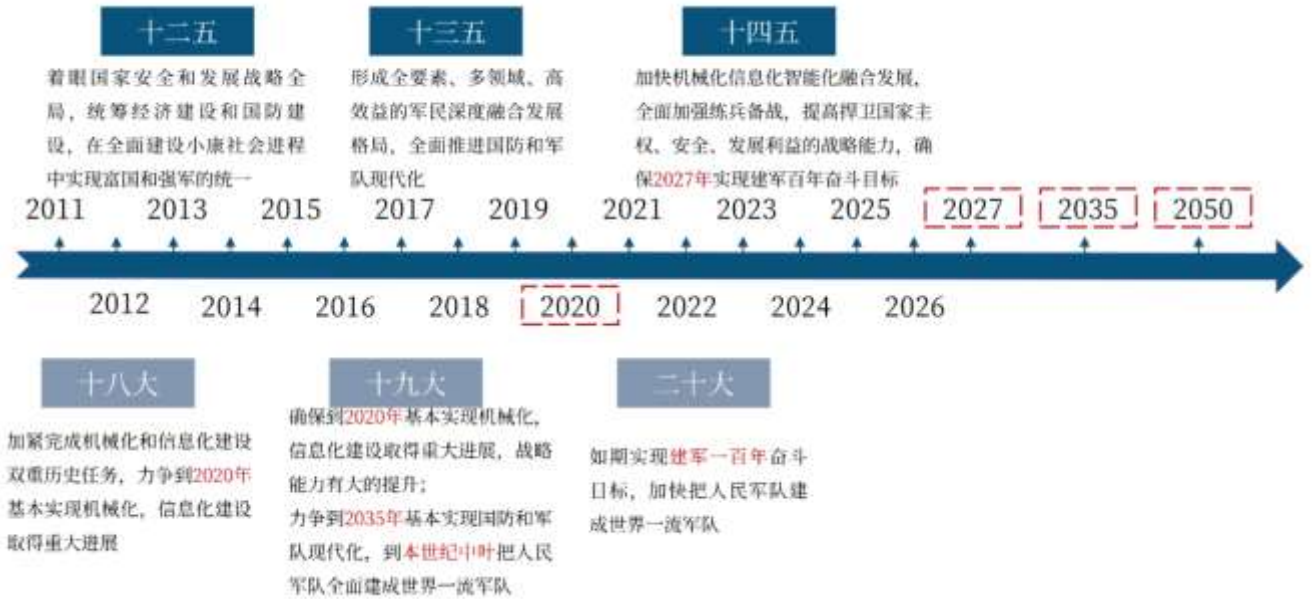 十二五
着眼国家安全和发展战略全
局，统筹经济建设和国防建
设，在全面建设小康社会进程
中实现富国和强军的统一
十三五
形成全要素、多领域、高
效益的军民深度融合发展
格局，全面推进国防和军
队现代化
十四五
加快机械化信息化智能化融合发展，
全面加强练兵备战，提高捍卫国家主
权、安全、发展利益的战略能力，确
保2027年实现建军百年奋斗目标
2011 2013 2015 2017 2019 2021 2023 2025 2027 2035 2050
2012 2014 2016 2018 2020 2022 2024 2026
十八大
加紧完成机械化和信息化建设
双重历史任务，力争到2020年
基本实现机械化，信息化建设
取得重大进展
十九大
确保到2020年基本实现机械化，
信息化建设取得重大进展，战略
能力有大的提升；
力争到2035年基本实现国防和军
队现代化，到本世纪中叶把人民
军队全面建成世界一流军队
二十大
如期实现建军一百年奋斗
目标，加快把人民军队建
成世界一流军队